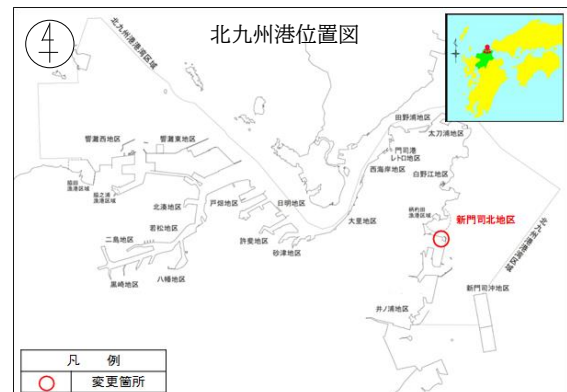 北九州港位置図
北九州港港湾区域
響灘西地区
響灘東地区
脇田
漁港区域
脇之浦
漁港区域
北湊地区
戸畑地区
日明地区
若松地区
二島地区
許斐地区
砂津地区
黒崎地区
八幡地区
田野浦地区
太刀浦地区
門司港
レトロ地区
西海岸地区
白野江地区
大里地区
柄杓田
漁港区域
新門司北地区
北九州港港湾区域
新門司沖地区
井ノ浦地区
凡 例
変更箇所